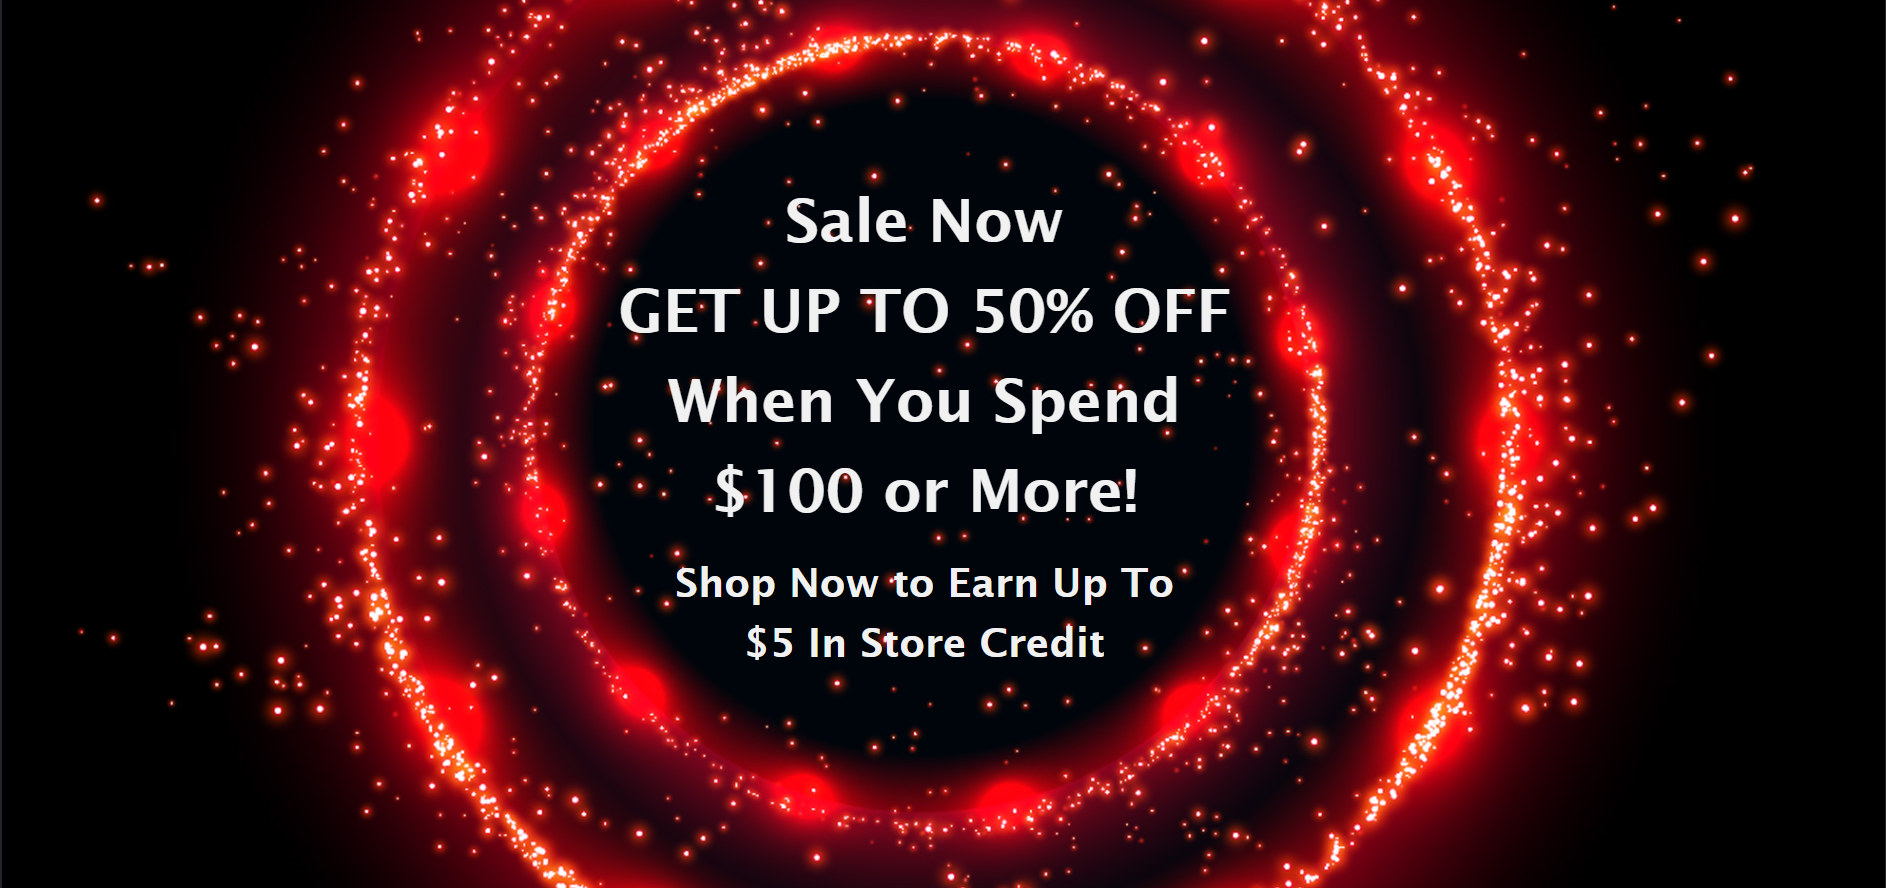 Sale Now
GET UP TO 50% OFF
When You Spend
$100 or More!
Shop Now to Earn Up To
$5 In Store Credit